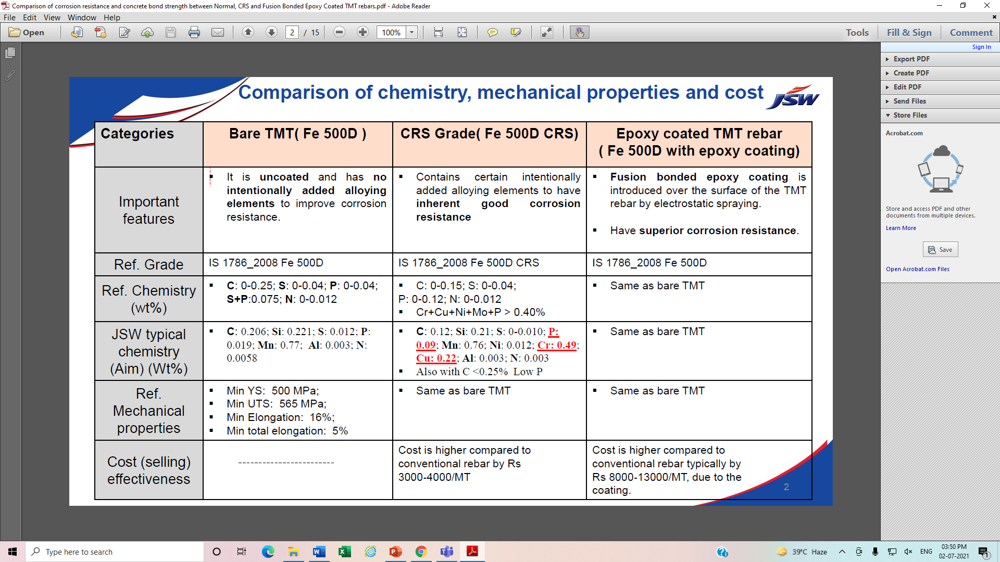 Comparison of corrosion resistance and concrete bond strength between Normal, CRS and Fusion Bonded Epoxy Coated TMT rebars.pdf - Adobe Reader
File Edit View Window Help
Open
2 / 15
100%
Tools
Fill & Sign
Comment
Sign In
Export PDF
Create PDF
Edit PDF
Send Files
Store Files
Acrobat.com
Store and access PDF and other
documents from multiple devices.
Learn More
Save
Open Acrobat.com Files
Comparison of chemistry, mechanical properties and cost
JSW
Categories
Bare TMT( Fe 500D )
CRS Grade( Fe 500D CRS)
Epoxy coated TMT rebar
( Fe 500D with epoxy coating)
Important
features
▪ It is uncoated and has no
intentionally added alloying
elements to improve corrosion
resistance.
▪ Contains certain intentionally
added alloying elements to have
inherent good corrosion
resistance
▪ Fusion bonded epoxy coating is
introduced over the surface of the TMT
rebar by electrostatic spraying.
▪ Have superior corrosion resistance.
Ref. Grade
IS 1786_2008 Fe 500D
IS 1786_2008 Fe 500D CRS
IS 1786_2008 Fe 500D
Ref. Chemistry
(wt%)
▪ C: 0-0.25; S: 0-0.04; P: 0-0.04;
S+P:0.075; N: 0-0.012
▪ C: 0-0.15; S: 0-0.04;
P: 0-0.12; N: 0-0.012
▪ Cr+Cu+Ni+Mo+P > 0.40%
▪ Same as bare TMT
JSW typical
chemistry
(Aim) (Wt%)
▪ C: 0.206; Si: 0.221; S: 0.012; P:
0.019; Mn: 0.77; Al: 0.003; N:
0.0058
▪ C: 0.12; Si: 0.21; S: 0-0.010; P:
0.09; Mn: 0.76; Ni: 0.012; Cr: 0.49;
Cu: 0.22; Al: 0.003; N: 0.003
▪ Also with C <0.25% Low P
▪ Same as bare TMT
Ref.
Mechanical
properties
▪ Min YS: 500 MPa;
▪ Min UTS: 565 MPa;
▪ Min Elongation: 16%;
▪ Min total elongation: 5%
▪ Same as bare TMT
▪ Same as bare TMT
Cost (selling)
effectiveness
------------------------
Cost is higher compared to
conventional rebar by Rs
3000-4000/MT
Cost is higher compared to
conventional rebar typically by
Rs 8000-13000/MT, due to the
coating.
2
Type here to search
39°C Haze
ENG
03:50 PM
02-07-2021
1